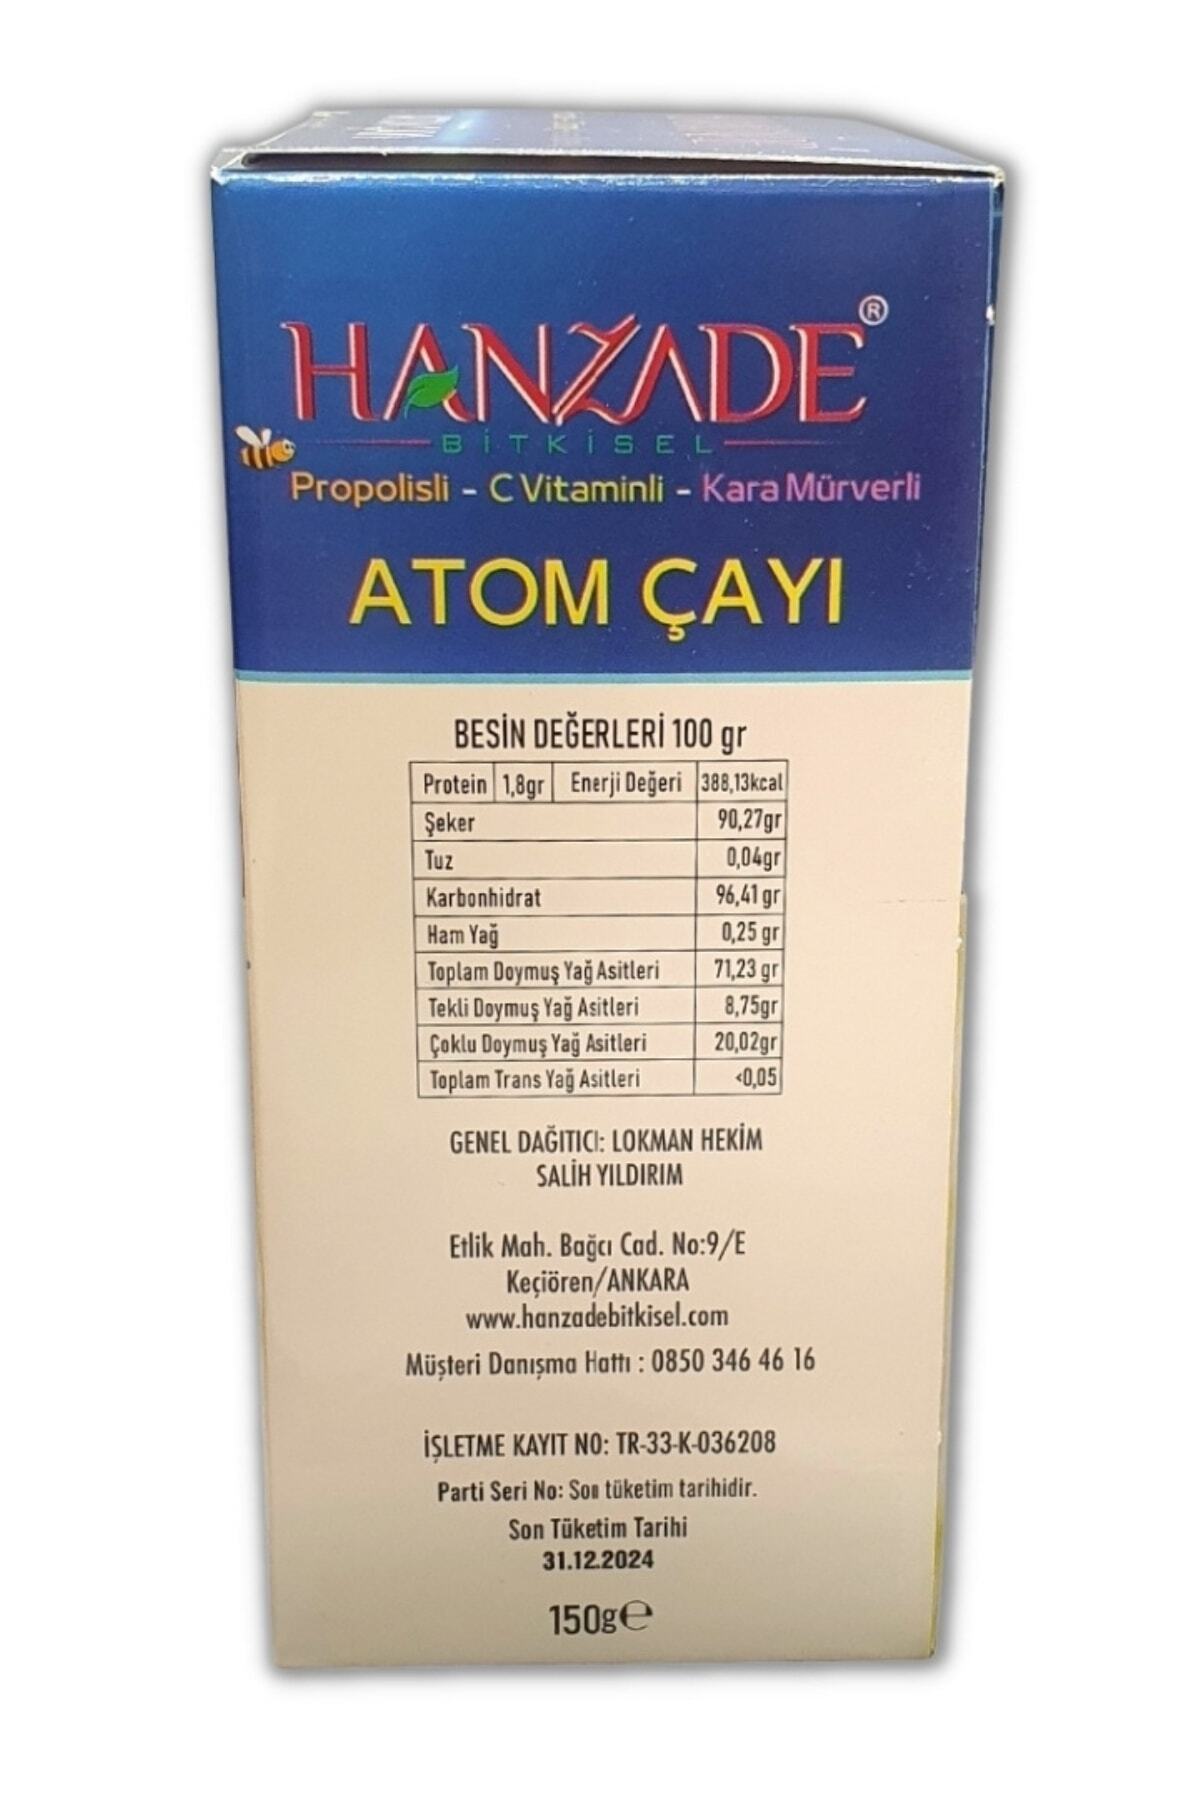 HANZADE®
BİTKİSEL
Propolisli - C Vitaminli - Kara Mürverli
ATOM ÇAYI
BESİN DEĞERLERİ 100 gr
Protein 1,8gr Enerji Değeri 388,13kcal
Şeker 90,27gr
Tuz 0,04gr
Karbonhidrat 96,41 gr
Ham Yağ 0,25 gr
Toplam Doymuş Yağ Asitleri 71,23 gr
Tekli Doymuş Yağ Asitleri 8,75gr
Çoklu Doymuş Yağ Asitleri 20,02gr
Toplam Trans Yağ Asitleri <0,05
GENEL DAĞITICI: LOKMAN HEKİM
SALİH YILDIRIM
Etlik Mah. Bağcı Cad. No:9/E
Keçiören/ANKARA
www.hanzadebitkisel.com
Müşteri Danışma Hattı : 0850 346 46 16
İŞLETME KAYIT NO: TR-33-K-036208
Parti Seri No: Son tüketim tarihidir.
Son Tüketim Tarihi
31.12.2024
150g℮